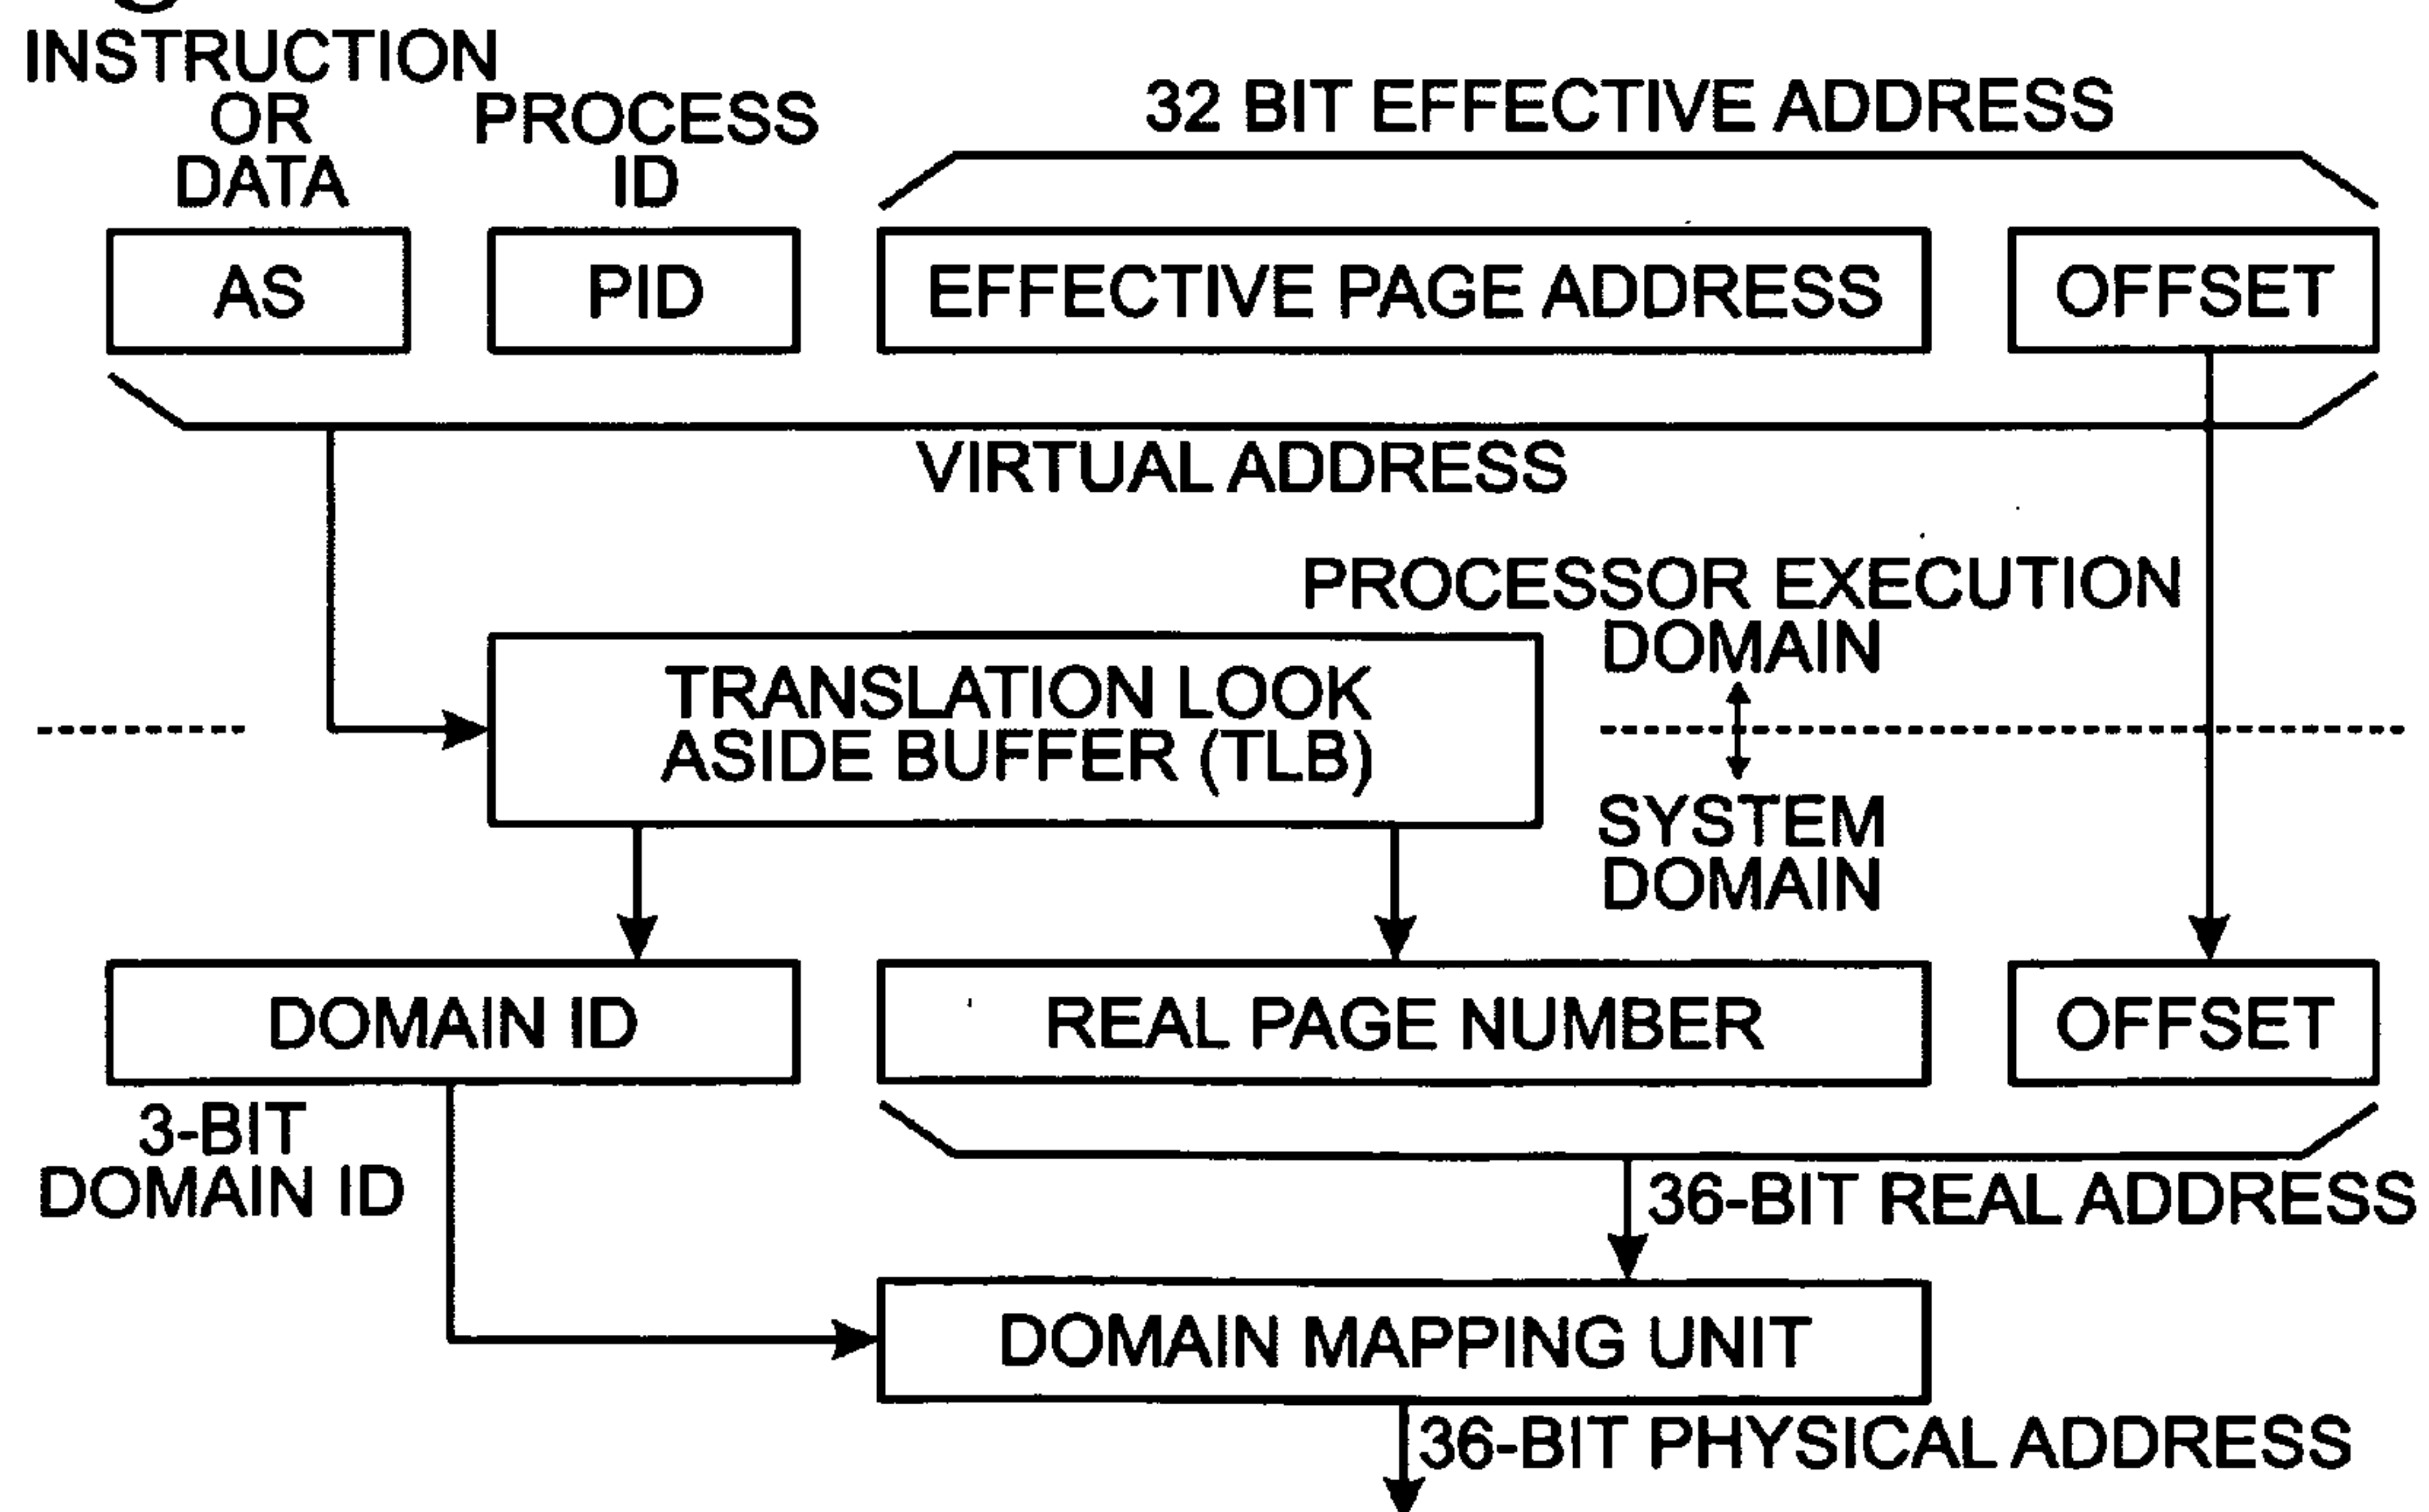 INSTRUCTION
OR
DATA
PROCESS
ID
32 BIT EFFECTIVE ADDRESS
AS
PID
EFFECTIVE PAGE ADDRESS
OFFSET
VIRTUAL ADDRESS
PROCESSOR EXECUTION
DOMAIN
TRANSLATION LOOK
ASIDE BUFFER (TLB)
SYSTEM
DOMAIN
DOMAIN ID
REAL PAGE NUMBER
OFFSET
3-BIT
DOMAIN ID
36-BIT REAL ADDRESS
DOMAIN MAPPING UNIT
36-BIT PHYSICAL ADDRESS